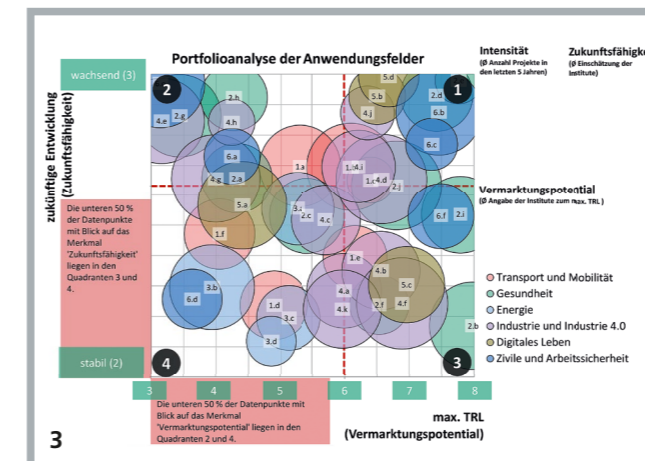 Portfolioanalyse der Anwendungsfelder
Intensität
(Ø Anzahl Projekte in
den letzten 5 Jahren)
Zukunftsfähigke
(Ø Einschätzung der
Institute)
wachsend (3)
zukünftige Entwicklung
(Zukunftsfähigkeit)
Die unteren 50 %
der Datenpunkte
mit Blick auf das
Merkmal
'Zukunftsfähigkeit'
liegen in den
Quadranten 3 und
4.
stabil (2)
2
1
4
3
4.e
2.g
2.h
4.h
6.a
4.g
2.a
5.a
1.f
1.a
5.d
5.b
4.j
2.d
6.b
6.c
4.i
4.d
2.j
2.c
4.c
6.f
2.i
1.e
4.b
5.c
4.a
4.k
2.f
4.f
2.b
3.b
6.d
1.d
3.c
3.d
Vermarktungspotential
(Ø Angabe der Institute zum max. TRL)
Transport und Mobilität
Gesundheit
Energie
Industrie und Industrie 4.0
Digitales Leben
Zivile und Arbeitssicherheit
3 4 5 6 7 8
Die unteren 50 % der Datenpunkte mit
Blick auf das Merkmal
'Vermarktungspotential' liegen in den
Quadranten 2 und 4.
max. TRL
(Vermarktungspotential)
3